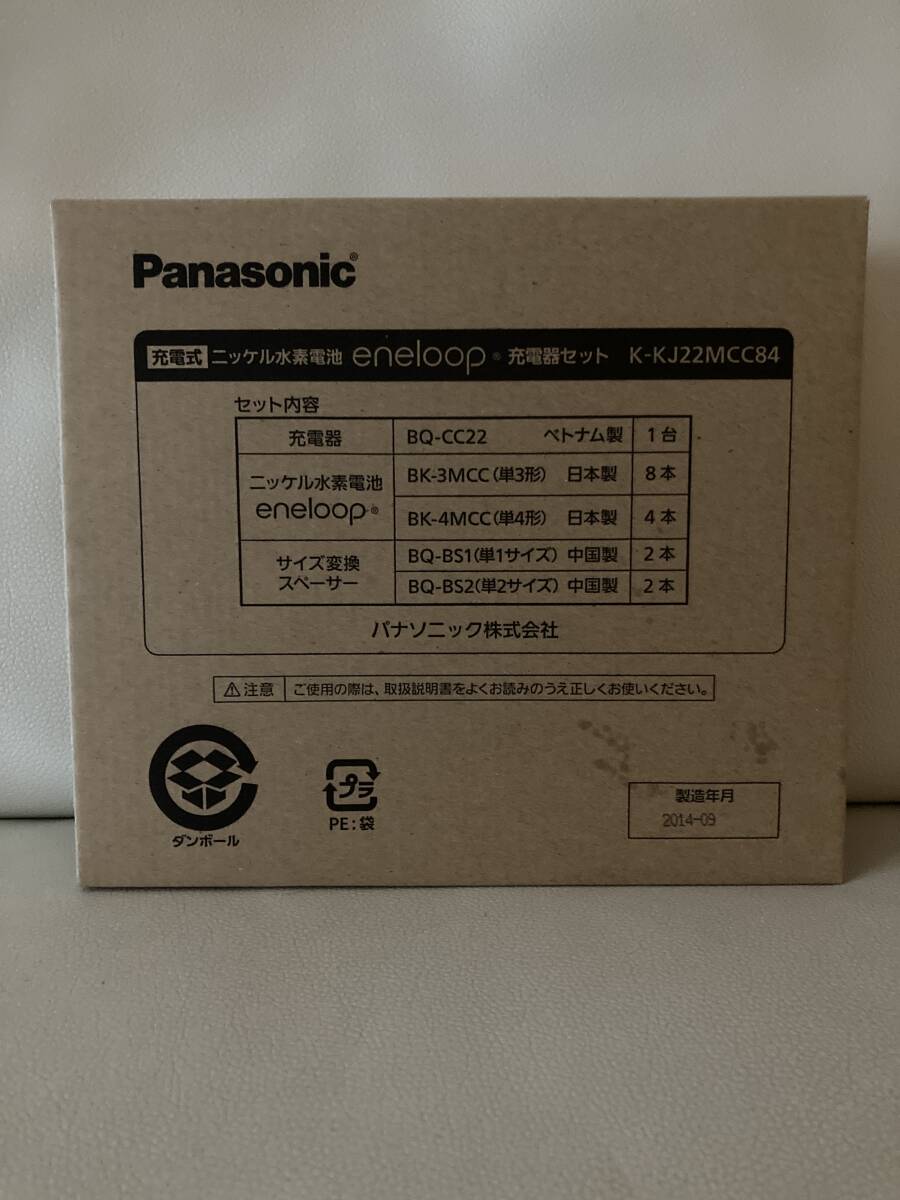 Panasonic®
充電式 ニッケル水素電池 eneloop® 充電器セット K-KJ22MCC84
セット内容
充電器 BQ-CC22 ベトナム製 1台
ニッケル水素電池 eneloop® BK-3MCC(単3形) 日本製 8本
BK-4MCC(単4形) 日本製 4本
サイズ変換 スペーサー BQ-BS1(単1サイズ) 中国製 2本
BQ-BS2(単2サイズ) 中国製 2本
パナソニック株式会社
⚠注意 ご使用の際は、取扱説明書をよくお読みのうえ正しくお使いください。
ダンボール
プラ
PE:袋
製造年月
2014-09